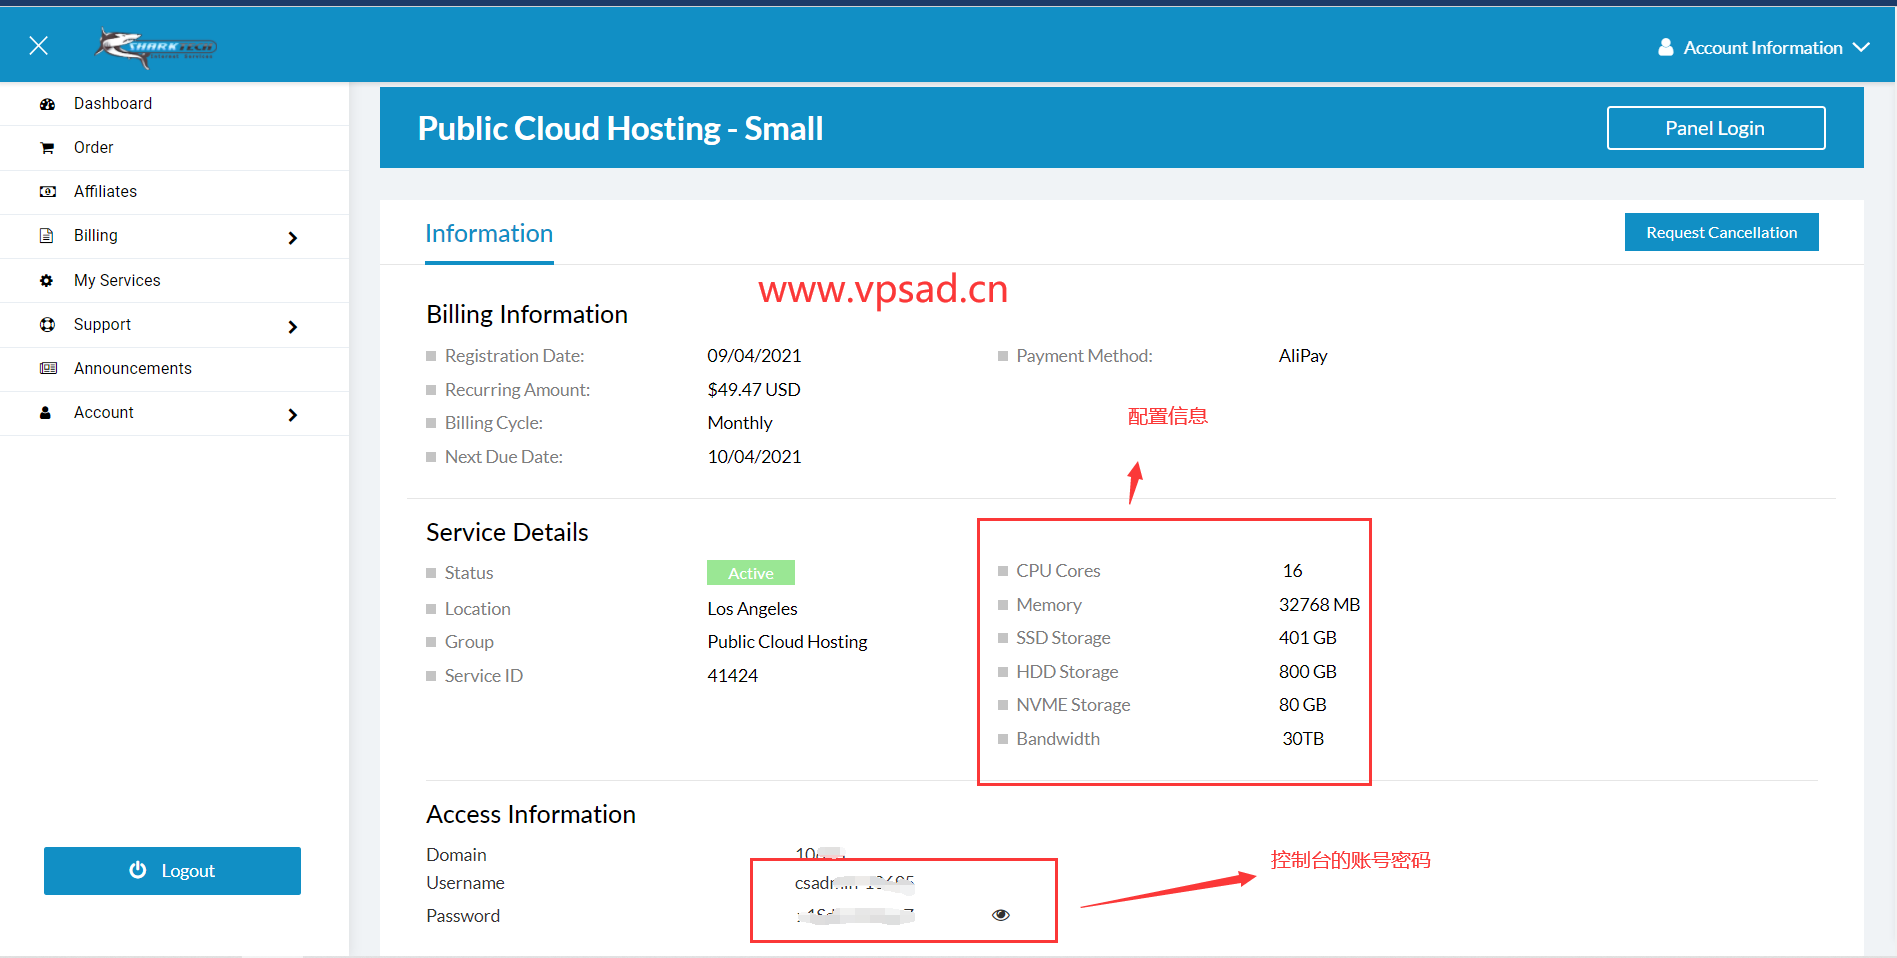 SHARKTECH
Internet Services
Account Information
Dashboard
Order
Affiliates
Billing
My Services
Support
Announcements
Account
Logout
Public Cloud Hosting - Small
Panel Login
Information
Request Cancellation
www.vpsad.cn
Billing Information
Registration Date: 09/04/2021 Payment Method: AliPay
Recurring Amount: $49.47 USD
Billing Cycle: Monthly
Next Due Date: 10/04/2021
配置信息
Service Details
Status Active
Location Los Angeles
Group Public Cloud Hosting
Service ID 41424
CPU Cores 16
Memory 32768 MB
SSD Storage 401 GB
HDD Storage 800 GB
NVME Storage 80 GB
Bandwidth 30TB
Access Information
Domain
Username
Password
控制台的账号密码